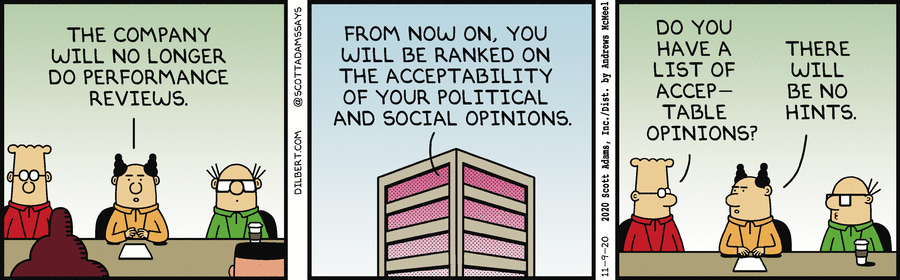 THE COMPANY
WILL NO LONGER
DO PERFORMANCE
REVIEWS.
DILBERT.COM @SCOTTADAMSSAYS
FROM NOW ON, YOU
WILL BE RANKED ON
THE ACCEPTABILITY
OF YOUR POLITICAL
AND SOCIAL OPINIONS.
11-9-20 2020 Scott Adams, Inc./Dist. by Andrews McMeel
DO YOU
HAVE A
LIST OF
ACCEP-
TABLE
OPINIONS?
THERE
WILL
BE NO
HINTS.